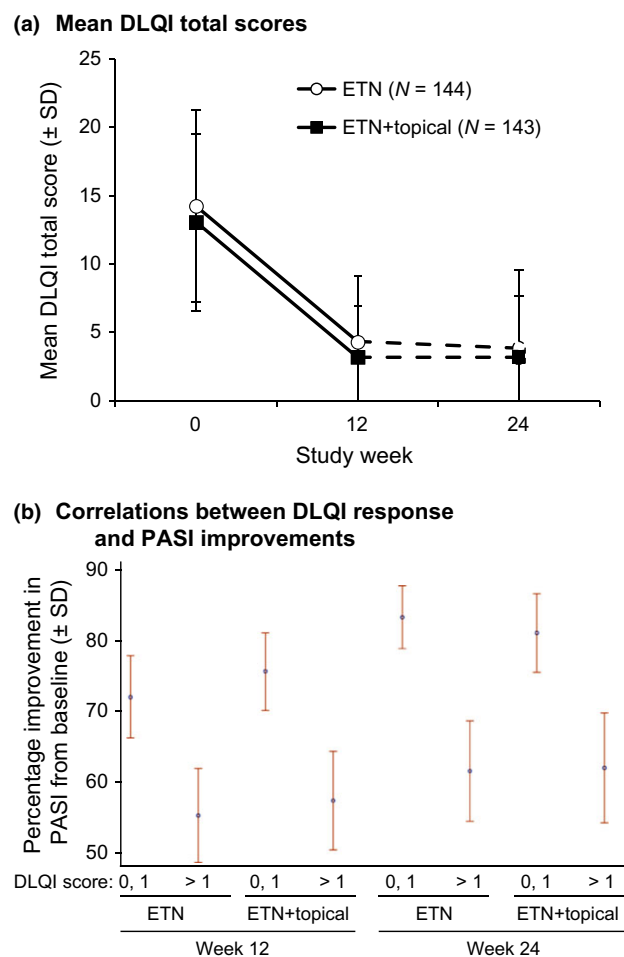 (a) Mean DLQI total scores
25
20
15
10
5
0
Mean DLQI total score (± SD)
ETN (N = 144)
ETN+topical (N = 143)
0 12 24
Study week
(b) Correlations between DLQI response
and PASI improvements
90
80
70
60
50
Percentage improvement in
PASI from baseline (± SD)
DLQI score: 0, 1 > 1 0, 1 > 1 0, 1 > 1 0, 1 > 1
ETN ETN+topical ETN ETN+topical
Week 12 Week 24